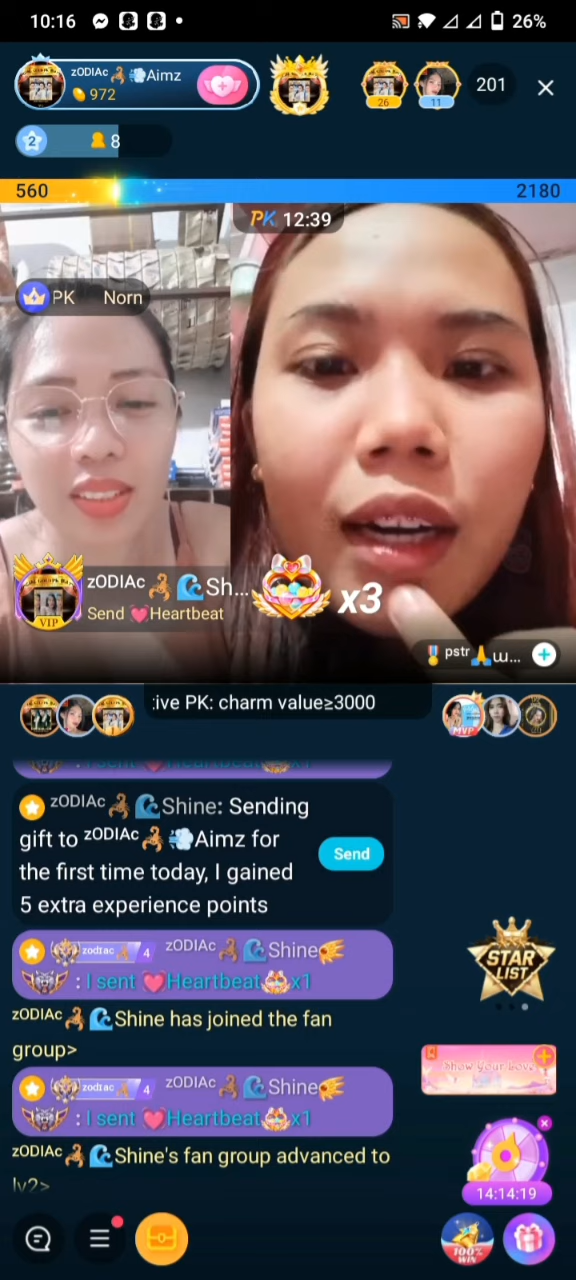 10:16
26%
zODIAc🦂💨Aimz
972
26
11
201
2
8
560
2180
PK 12:39
PK Norn
zODIAc🦂🌊Sh...
VIP
Send 💓Heartbeat
x3
pstr🙏
:ive PK: charm value≥3000
MVP
zODIAc🦂🌊Shine: Sending
gift to zODIAc🦂💨Aimz for
the first time today, I gained
5 extra experience points
Send
zodiac🦂 4 zODIAc🦂🌊Shine
: I sent 💓Heartbeat x1
STAR
LIST
zODIAc🦂🌊Shine has joined the fan
group>
Show Your Love
zodiac🦂 4 zODIAc🦂🌊Shine
: I sent 💓Heartbeat x1
zODIAc🦂🌊Shine's fan group advanced to
lv2>
14:14:19
100%
WIN